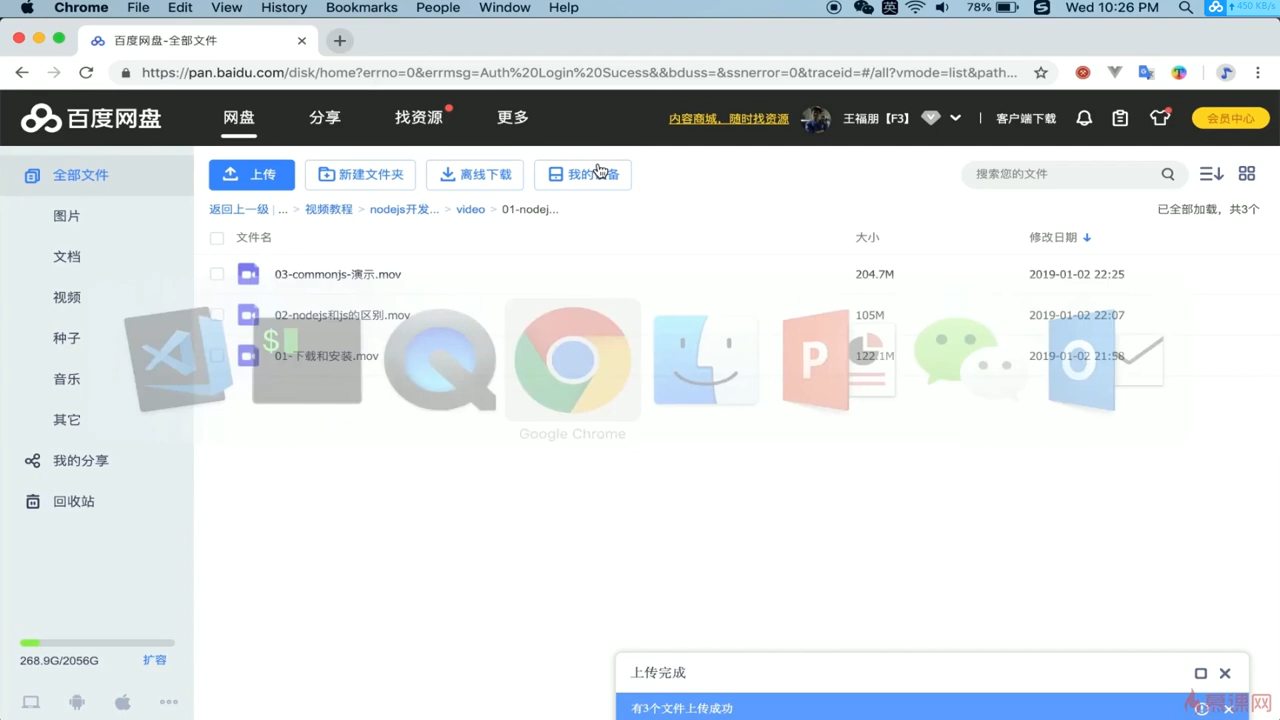 Chrome File Edit View History Bookmarks People Window Help 英 78% Wed 10:26 PM 450 KB/s
百度网盘-全部文件
https://pan.baidu.com/disk/home?errno=0&errmsg=Auth%20Login%20Sucess&&bduss=&ssnerror=0&traceid=#/all?vmode=list&path...
百度网盘 网盘 分享 找资源 更多 内容商城，随时找资源 王福朋【F3】 | 客户端下载 会员中心
全部文件
图片
文档
视频
种子
音乐
其它
我的分享
回收站
268.9G/2056G 扩容
上传 新建文件夹 离线下载 我的 备 搜索您的文件
返回上一级 | ... > 视频教程 > nodejs开发... > video > 01-nodej... 已全部加载，共3个
文件名 大小 修改日期
03-commonjs-演示.mov 204.7M 2019-01-02 22:25
02-nodejs和js的区别.mov 105M 2019-01-02 22:07
01-下载和安装.mov 122.1M 2019-01-02 21:58
$ P O
Google Chrome
上传完成
有3个文件上传成功
慕课网